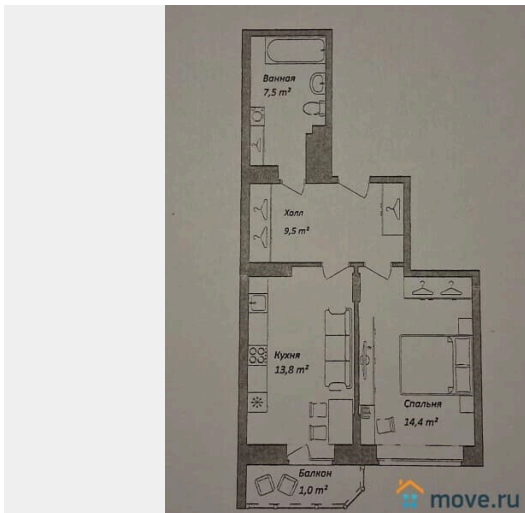 Ванная
7,5 m²
Холл
9,5 m²
Кухня
13,8 m²
Спальня
14,4 m²
Балкон
1,0 m²
move.ru